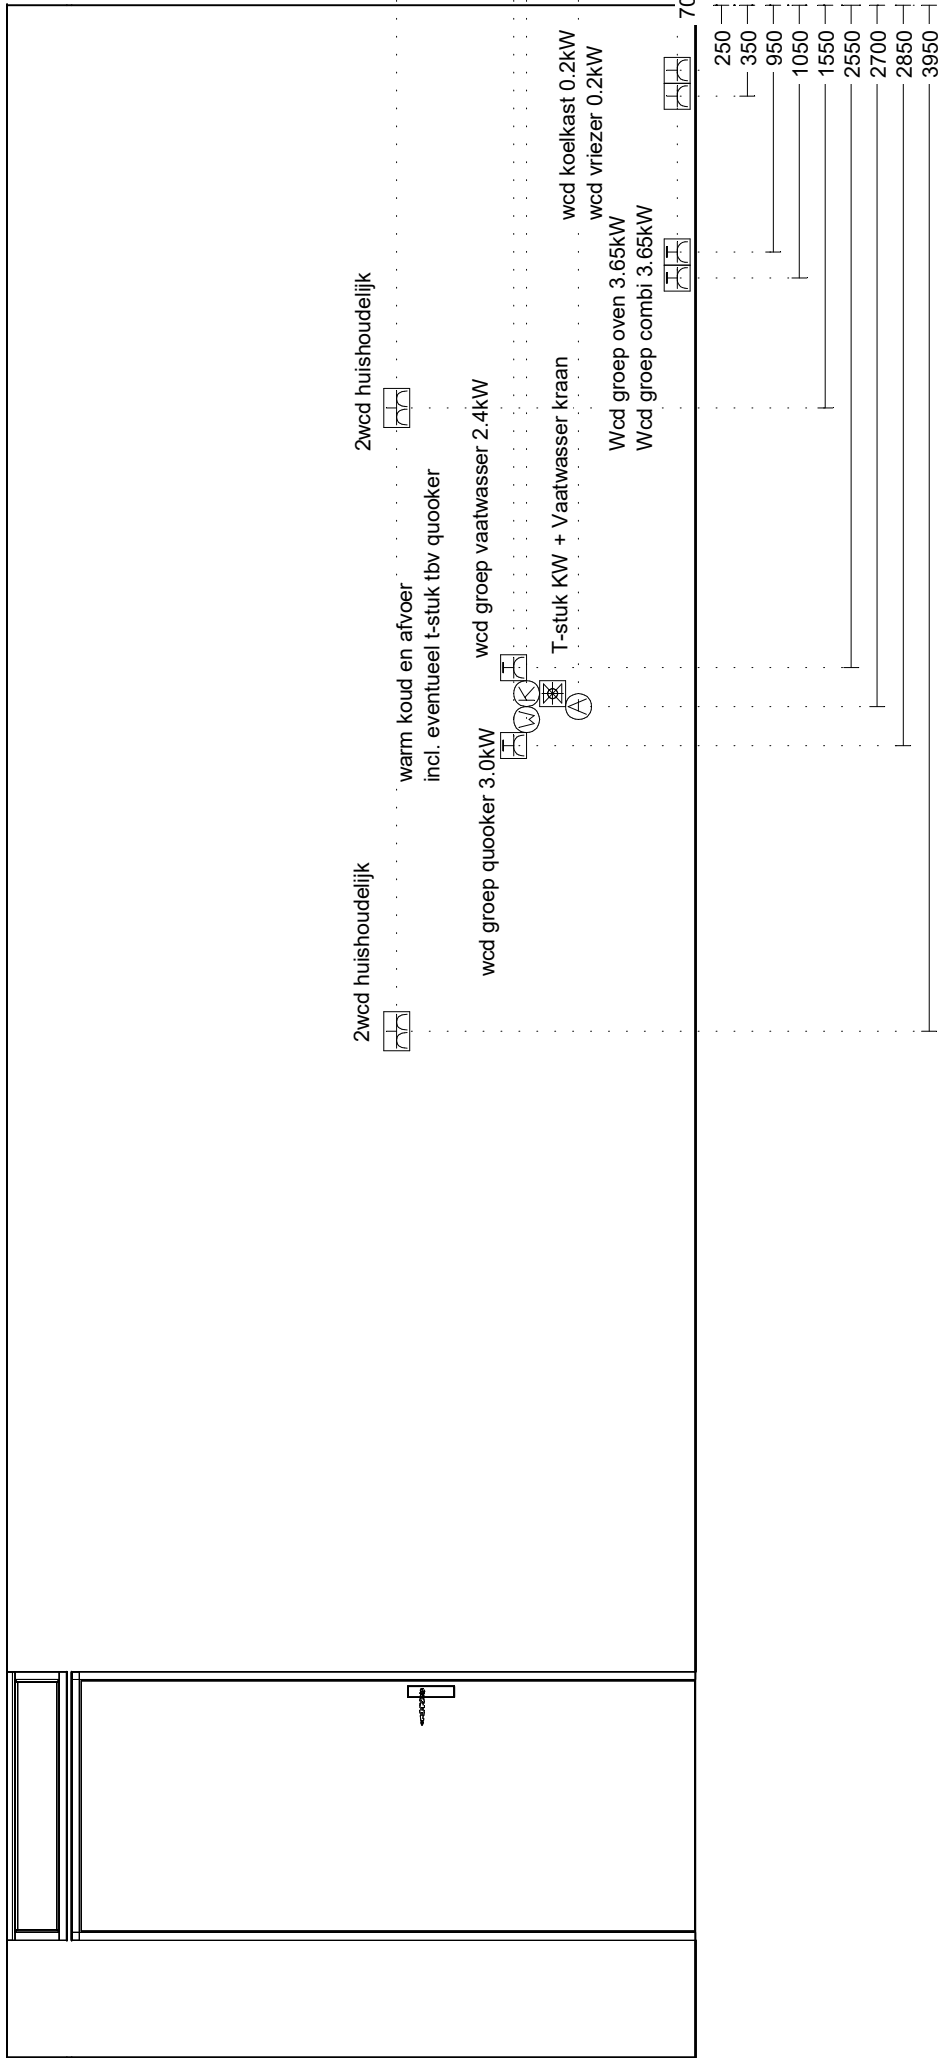 2wcd huishoudelijk
2wcd huishoudelijk
warm koud en afvoer
incl. eventueel t-stuk tbv quooker
wcd groep quooker 3.0kW
wcd groep vaatwasser 2.4kW
W
K
A
T-stuk KW + Vaatwasser kraan
wcd koelkast 0.2kW
wcd vriezer 0.2kW
Wcd groep oven 3.65kW
Wcd groep combi 3.65kW
250
350
950
1050
1550
2550
2700
2850
3950